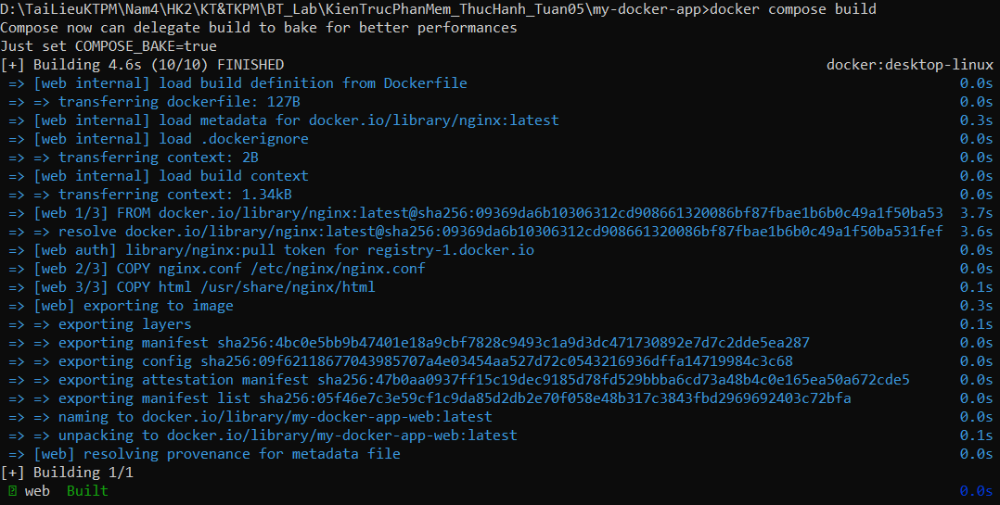 D:\TaiLieuKTPM\Nam4\HK2\KT&TKPM\BT_Lab\KienTrucPhanMem_ThucHanh_Tuan05\my-docker-app>docker compose build
Compose now can delegate build to bake for better performances
Just set COMPOSE_BAKE=true
[+] Building 4.6s (10/10) FINISHED docker:desktop-linux
=> [web internal] load build definition from Dockerfile 0.0s
=> => transferring dockerfile: 127B 0.0s
=> [web internal] load metadata for docker.io/library/nginx:latest 0.3s
=> [web internal] load .dockerignore 0.0s
=> => transferring context: 2B 0.0s
=> [web internal] load build context 0.0s
=> => transferring context: 1.34kB 0.0s
=> [web 1/3] FROM docker.io/library/nginx:latest@sha256:09369da6b10306312cd908661320086bf87fbae1b6b0c49a1f50ba53 3.7s
=> => resolve docker.io/library/nginx:latest@sha256:09369da6b10306312cd908661320086bf87fbae1b6b0c49a1f50ba531fef 3.6s
=> [web auth] library/nginx:pull token for registry-1.docker.io 0.0s
=> [web 2/3] COPY nginx.conf /etc/nginx/nginx.conf 0.0s
=> [web 3/3] COPY html /usr/share/nginx/html 0.1s
=> [web] exporting to image 0.3s
=> => exporting layers 0.1s
=> => exporting manifest sha256:4bc0e5bb9b47401e18a9cbf7828c9493c1a9d3dc471730892e7d7c2dde5ea287 0.0s
=> => exporting config sha256:09f62118677043985707a4e03454aa527d72c0543216936dffa14719984c3c68 0.0s
=> => exporting attestation manifest sha256:47b0aa0937ff15c19dec9185d78fd529bbba6cd73a48b4c0e165ea50a672cde5 0.0s
=> => exporting manifest list sha256:05f46e7c3e59cf1c9da85d2db2e70f058e48b317c3843fbd2969692403c72bfa 0.0s
=> => naming to docker.io/library/my-docker-app-web:latest 0.0s
=> => unpacking to docker.io/library/my-docker-app-web:latest 0.1s
=> [web] resolving provenance for metadata file 0.0s
[+] Building 1/1
web Built 0.0s